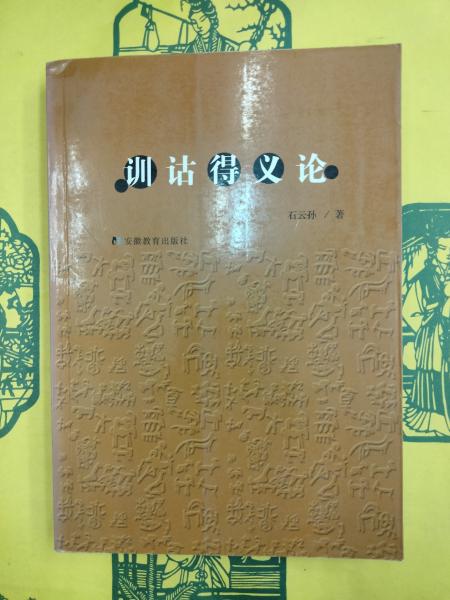 训诂得义论
石云孙 / 著
安徽教育出版社